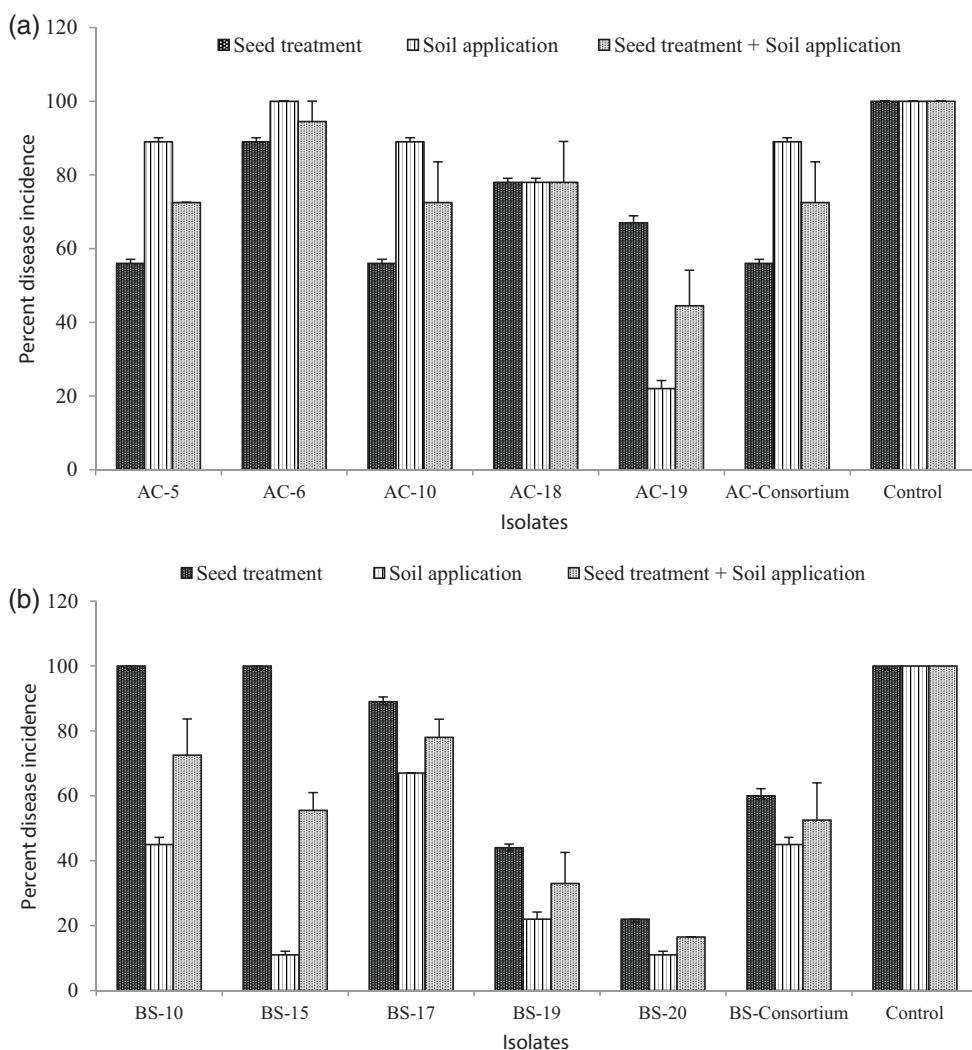 (a)
120
100
80
60
40
20
0
Percent disease incidence
Seed treatment Soil application Seed treatment + Soil application
AC-5 AC-6 AC-10 AC-18 AC-19 AC-Consortium Control
Isolates
(b)
Seed treatment Soil application Seed treatment + Soil application
120
100
80
60
40
20
0
Percent disease incidence
BS-10 BS-15 BS-17 BS-19 BS-20 BS-Consortium Control
Isolates